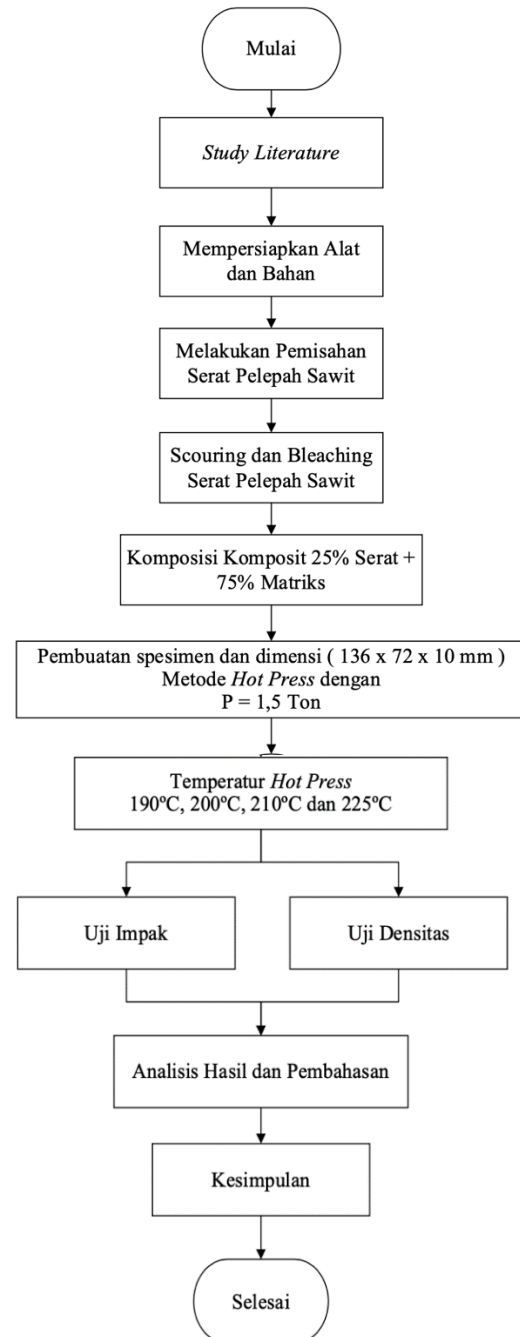 Mulai
Study Literature
Mempersiapkan Alat
dan Bahan
Melakukan Pemisahan
Serat Pelepah Sawit
Scouring dan Bleaching
Serat Pelepah Sawit
Komposisi Komposit 25% Serat +
75% Matriks
Pembuatan spesimen dan dimensi ( 136 x 72 x 10 mm )
Metode Hot Press dengan
P = 1,5 Ton
Temperatur Hot Press
190ºC, 200ºC, 210ºC dan 225ºC
Uji Impak
Uji Densitas
Analisis Hasil dan Pembahasan
Kesimpulan
Selesai